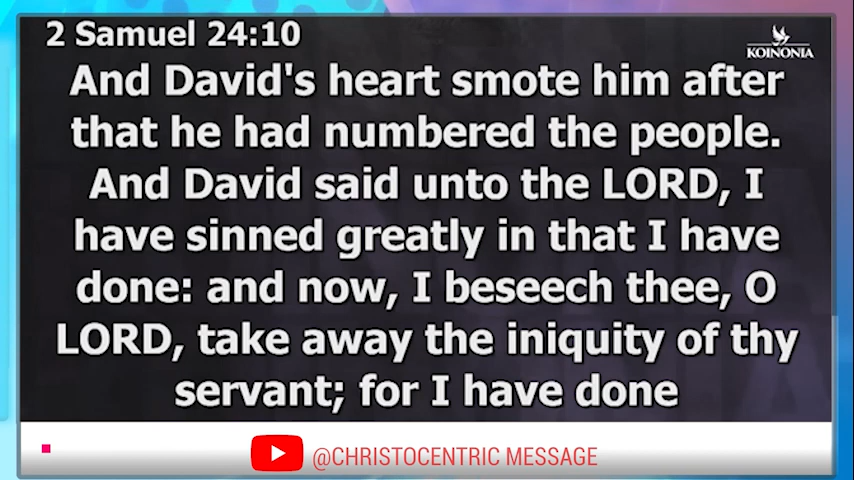 2 Samuel 24:10
KOINONIA
And David's heart smote him after
that he had numbered the people.
And David said unto the LORD, I
have sinned greatly in that I have
done: and now, I beseech thee, O
LORD, take away the iniquity of thy
servant; for I have done
@CHRISTOCENTRIC MESSAGE